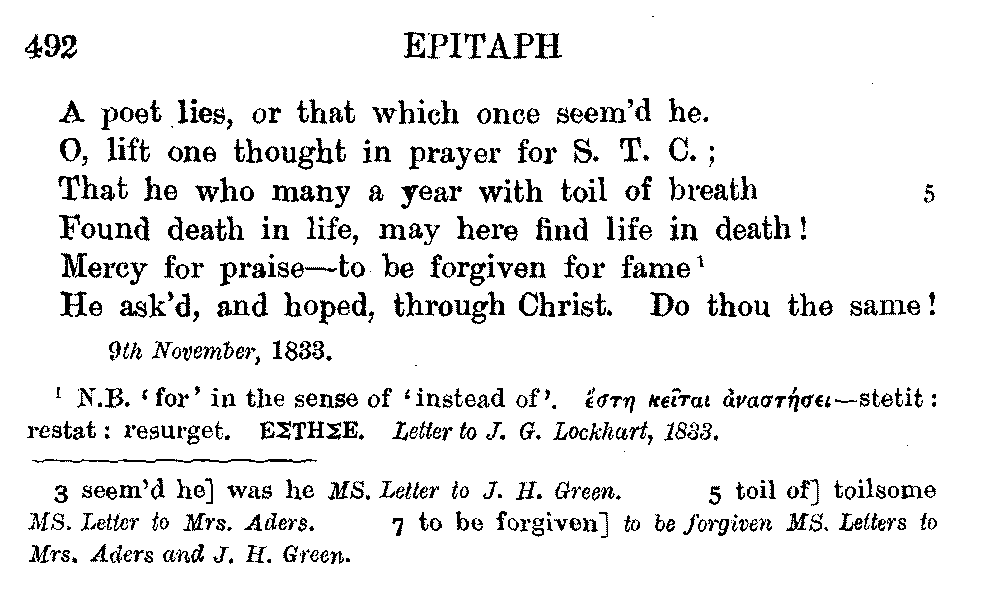 492 EPITAPH
A poet lies, or that which once seem'd he.
O, lift one thought in prayer for S. T. C. ;
That he who many a year with toil of breath 5
Found death in life, may here find life in death !
Mercy for praise—to be forgiven for fame ¹
He ask'd, and hoped, through Christ. Do thou the same !
9th November, 1833.
¹ N.B. ‘for’ in the sense of ‘instead of’. ἔστη κεῖται ἀναστήσει—stetit :
restat : resurget. ΕΣΤΗΣΕ. Letter to J. G. Lockhart, 1833.
3 seem'd he] was he MS. Letter to J. H. Green. 5 toil of] toilsome
MS. Letter to Mrs. Aders. 7 to be forgiven] to be forgiven MS. Letters to
Mrs. Aders and J. H. Green.